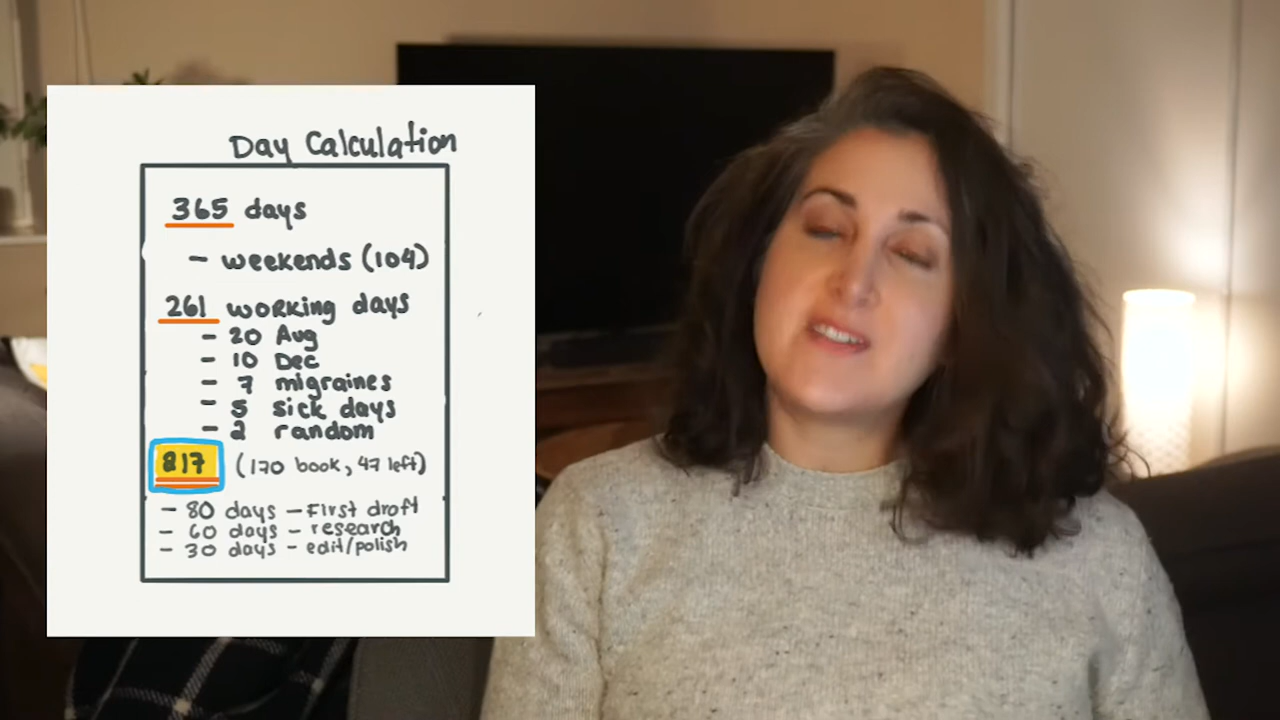 Day Calculation
365 days
- weekends (104)
261 working days
- 20 Aug
- 10 Dec
- 7 migraines
- 5 sick days
- 2 random
817 (170 book, 47 left)
- 80 days - First draft
- 60 days - research
- 30 days - edit/polish